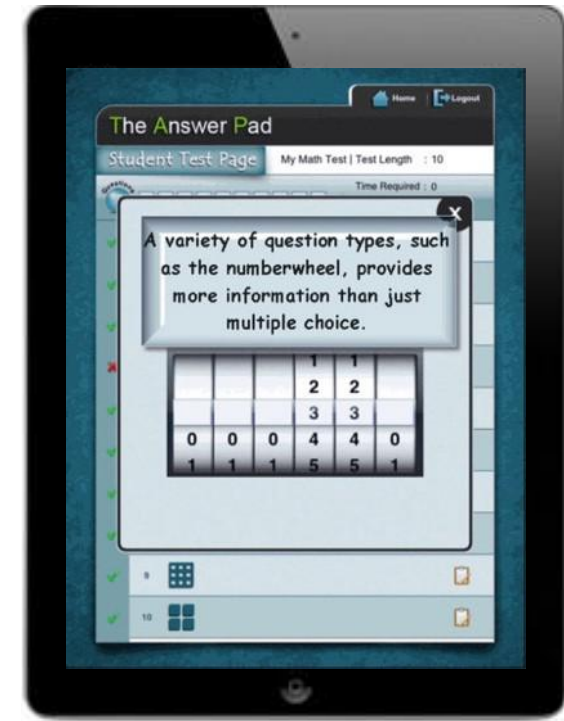 Home Logout
The Answer Pad
Student Test Page My Math Test | Test Length : 10
Questions
Time Required : 0
X
A variety of question types, such
as the numberwheel, provides
more information than just
multiple choice.
1 1
2 2
3 3
0 0 0 4 4 0
1 1 1 5 5 1
9
10